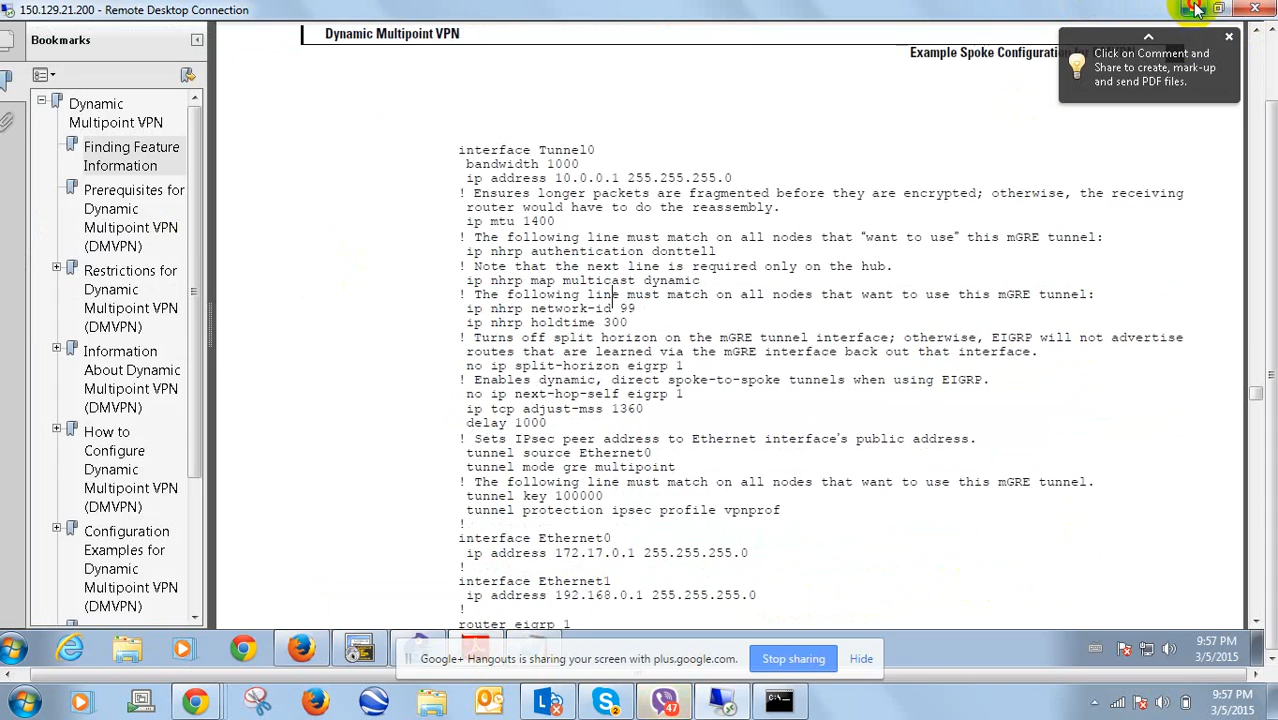 150.129.21.200 - Remote Desktop Connection
Bookmarks
Dynamic Multipoint VPN
Finding Feature Information
Prerequisites for Dynamic Multipoint VPN (DMVPN)
Restrictions for Dynamic Multipoint VPN (DMVPN)
Information About Dynamic Multipoint VPN (DMVPN)
How to Configure Dynamic Multipoint VPN (DMVPN)
Configuration Examples for Dynamic Multipoint VPN (DMVPN)
Dynamic Multipoint VPN
Example Spoke Configuration
Click on Comment and
Share to create, mark-up
and send PDF files.
interface Tunnel0
bandwidth 1000
ip address 10.0.0.1 255.255.255.0
! Ensures longer packets are fragmented before they are encrypted; otherwise, the receiving
router would have to do the reassembly.
ip mtu 1400
! The following line must match on all nodes that “want to use” this mGRE tunnel:
ip nhrp authentication donttell
! Note that the next line is required only on the hub.
ip nhrp map multicast dynamic
! The following line must match on all nodes that want to use this mGRE tunnel:
ip nhrp network-id 99
ip nhrp holdtime 300
! Turns off split horizon on the mGRE tunnel interface; otherwise, EIGRP will not advertise
routes that are learned via the mGRE interface back out that interface.
no ip split-horizon eigrp 1
! Enables dynamic, direct spoke-to-spoke tunnels when using EIGRP.
no ip next-hop-self eigrp 1
ip tcp adjust-mss 1360
delay 1000
! Sets IPsec peer address to Ethernet interface’s public address.
tunnel source Ethernet0
tunnel mode gre multipoint
! The following line must match on all nodes that want to use this mGRE tunnel.
tunnel key 100000
tunnel protection ipsec profile vpnprof
!
interface Ethernet0
ip address 172.17.0.1 255.255.255.0
!
interface Ethernet1
ip address 192.168.0.1 255.255.255.0
!
router eigrp 1
9:57 PM
3/5/2015
Google+ Hangouts is sharing your screen with plus.google.com.
Stop sharing
Hide
47
9:57 PM
3/5/2015